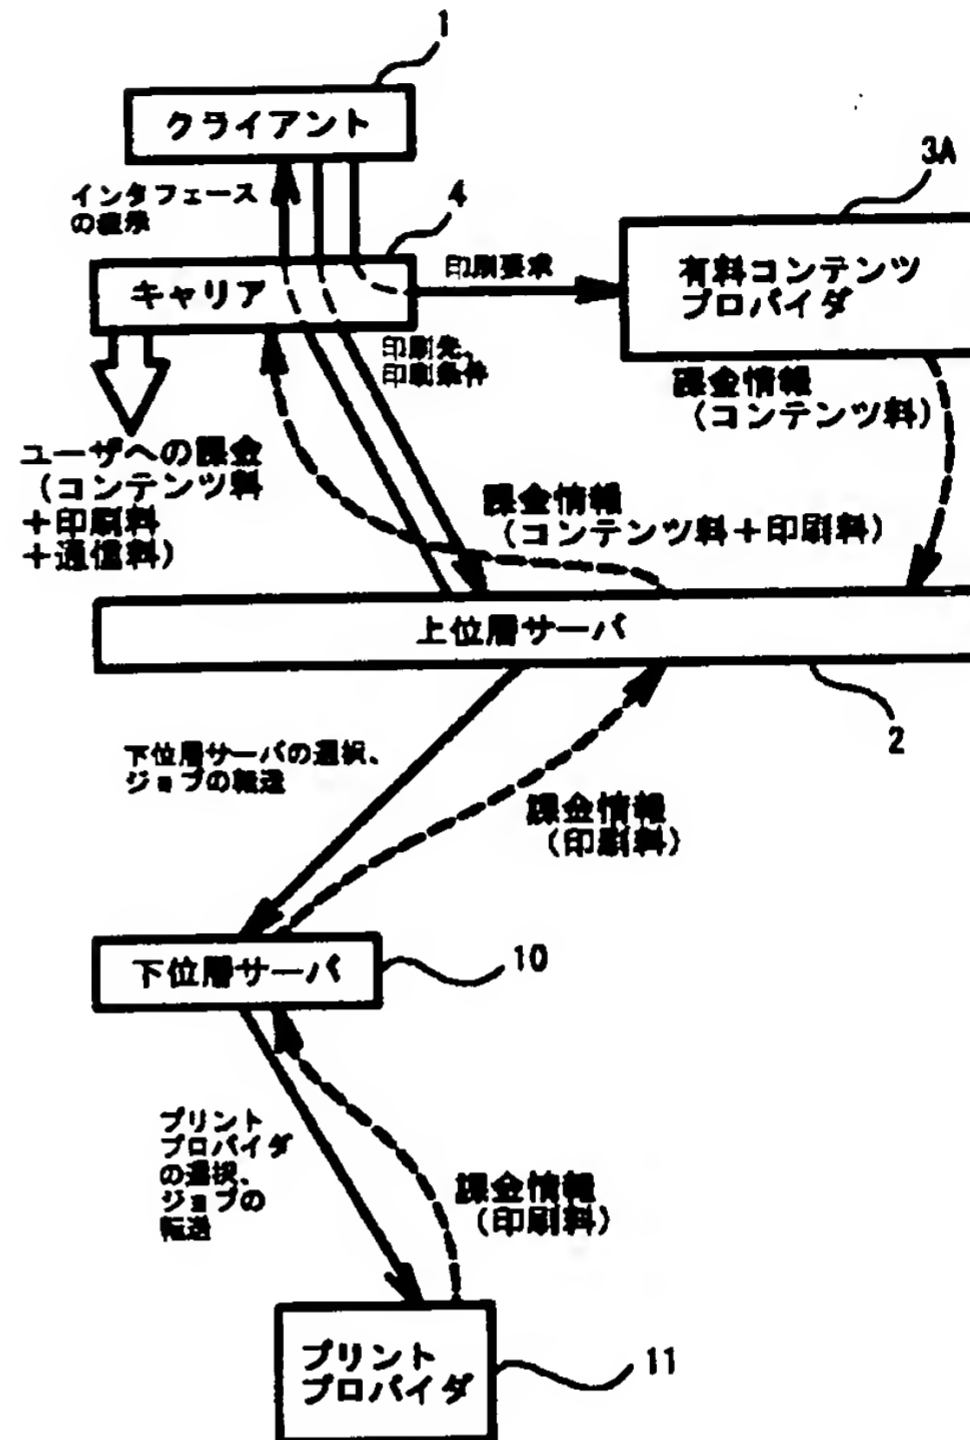 1
クライアント
インタフェース
の提示
4
3A
キャリア
印刷要求
有料コンテンツ
プロバイダ
印刷先、
印刷条件
課金情報
(コンテンツ料)
ユーザへの課金
(コンテンツ料
+印刷料
+通信料)
課金情報
(コンテンツ料+印刷料)
上位層サーバ
2
下位層サーバの選択、
ジョブの転送
課金情報
(印刷料)
下位層サーバ
10
プリント
プロバイダ
の選択、
ジョブの
転送
課金情報
(印刷料)
プリント
プロバイダ
11